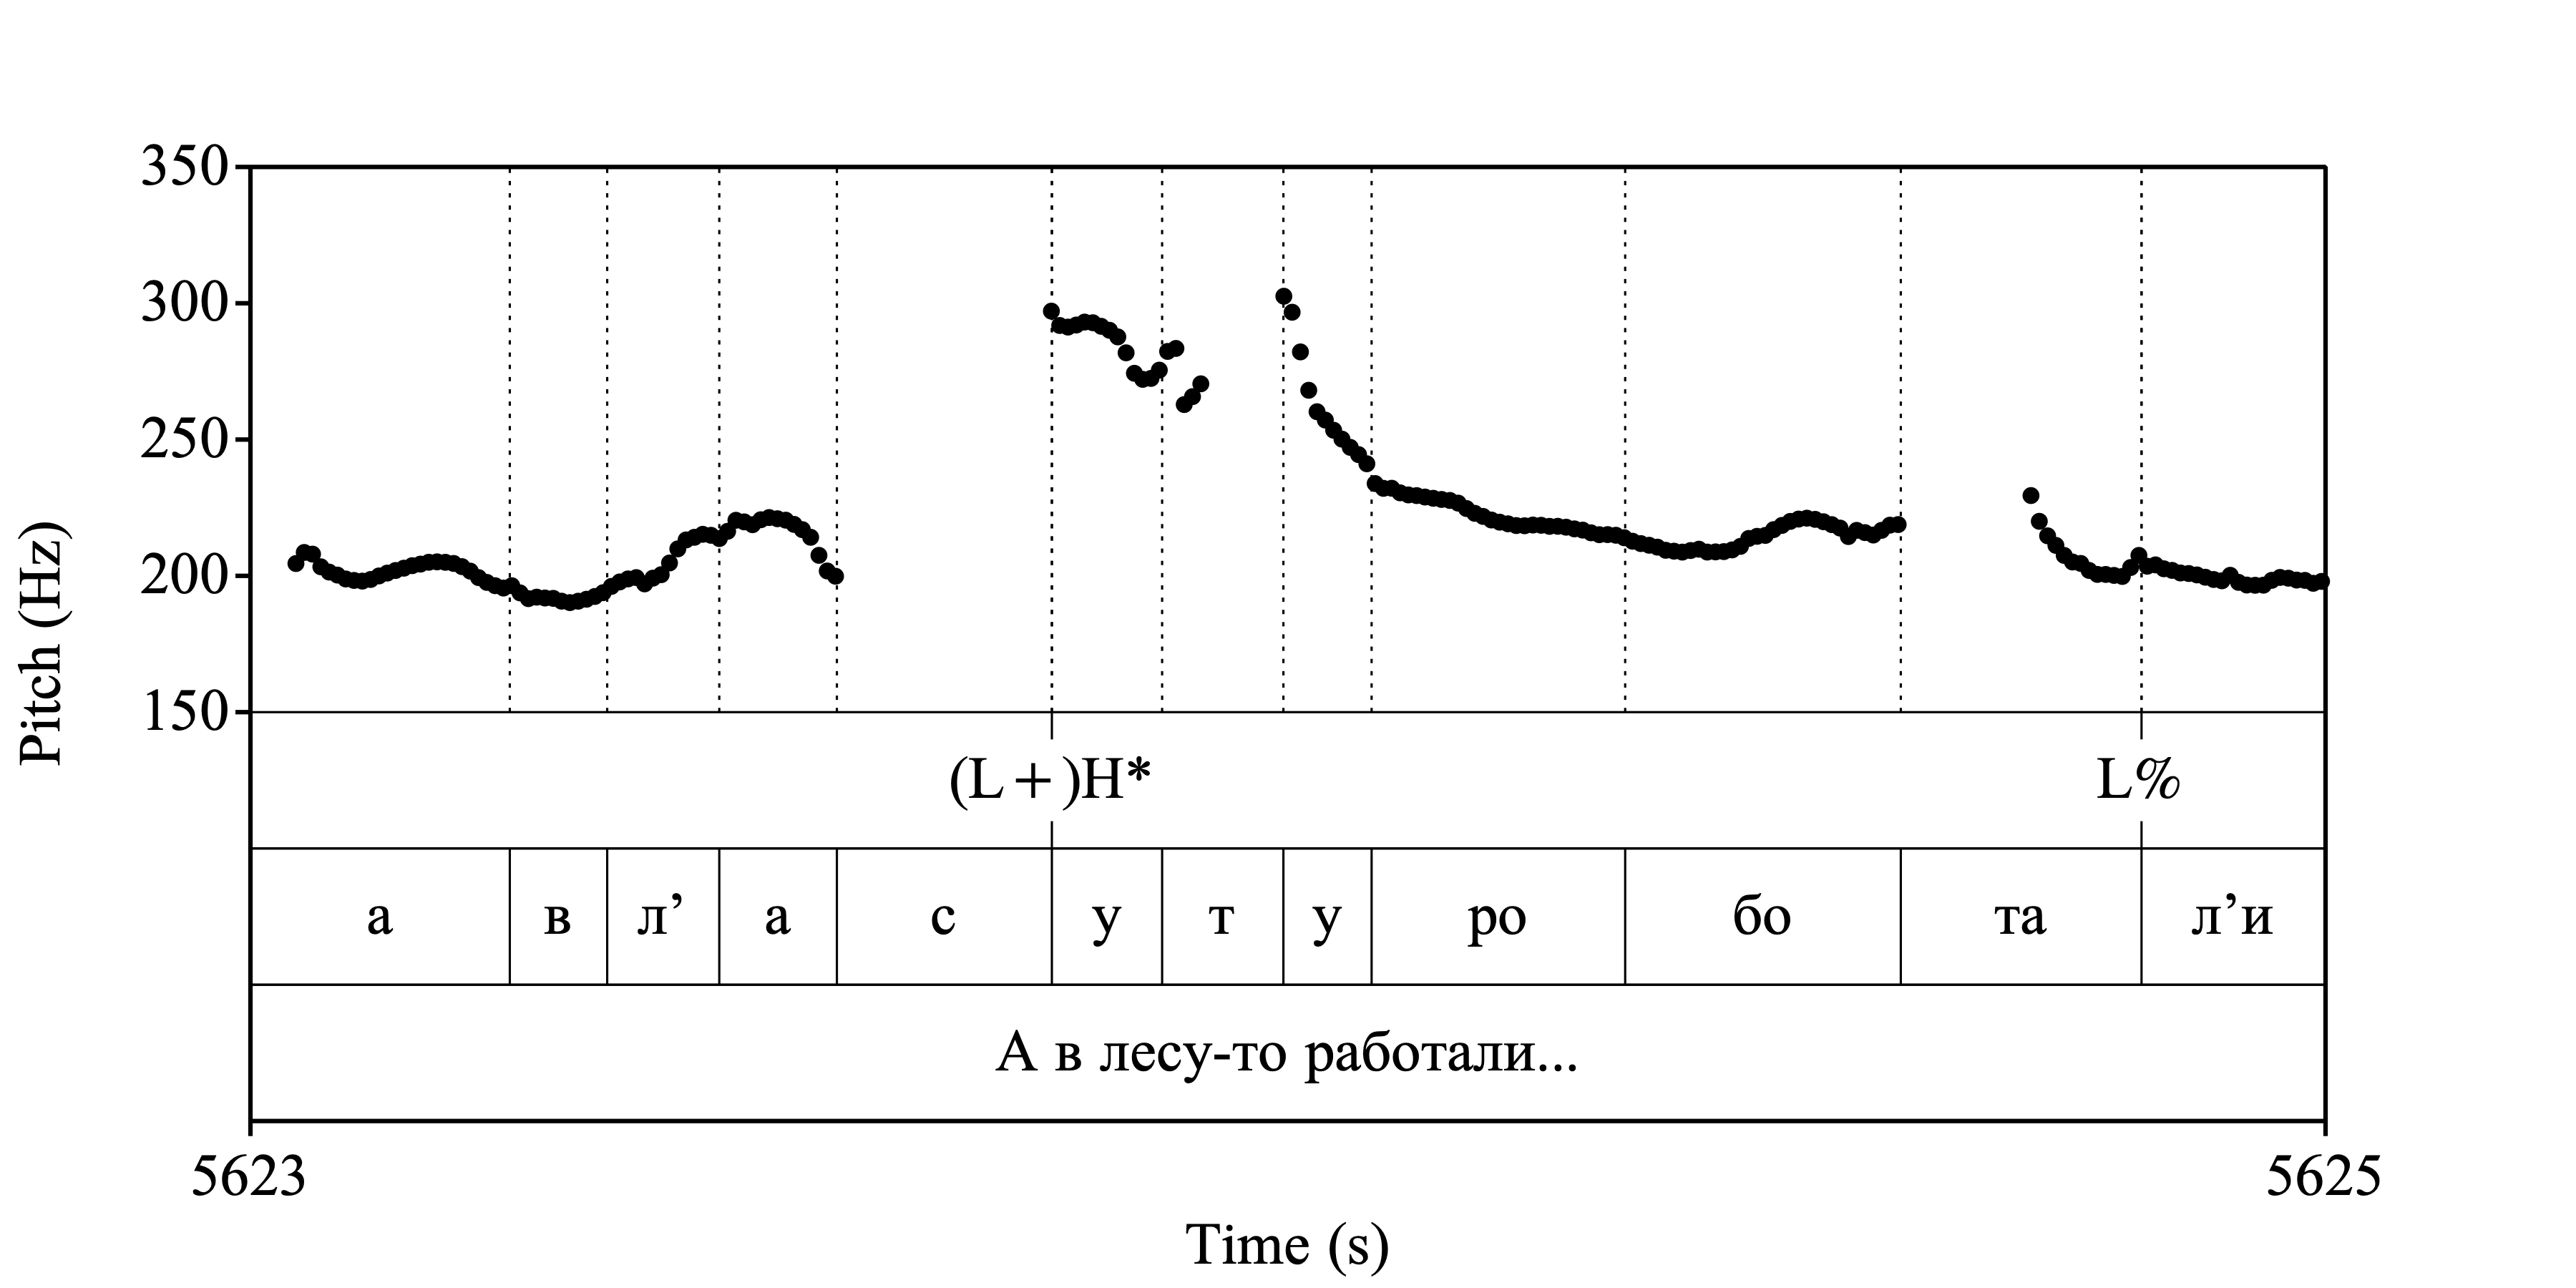 350
300
250
200
150
Pitch (Hz)
(L+)H* L%
а в л’ а с у т у ро бо та л’и
А в лесу-то работали...
5623 5625
Time (s)